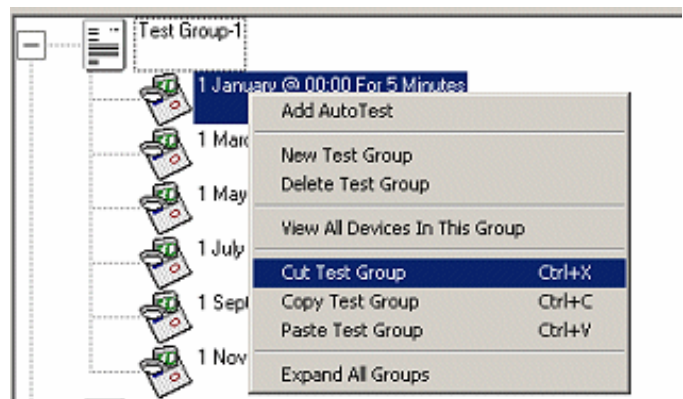 Test Group-1
1 January @ 00:00 For 5 Minutes
Add AutoTest
1 Marc
New Test Group
Delete Test Group
1 May
View All Devices In This Group
1 July
Cut Test Group Ctrl+X
1 Sept
Copy Test Group Ctrl+C
Paste Test Group Ctrl+V
1 Nov
Expand All Groups